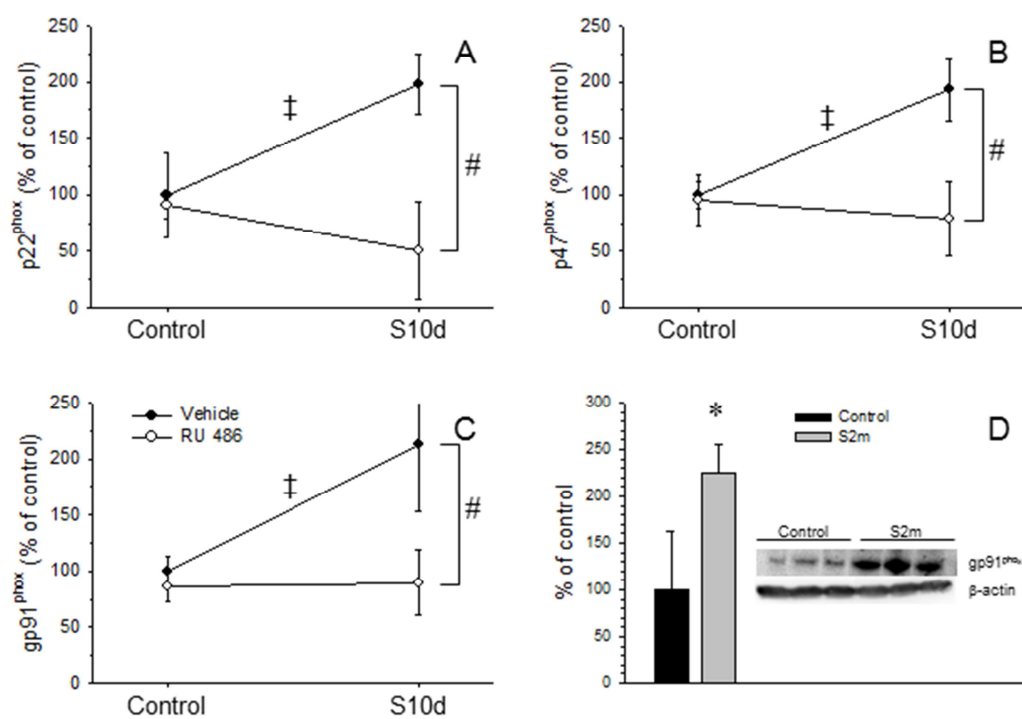 A
p22phox (% of control)
250
200
150
100
50
0
‡
#
Control S10d
B
p47phox (% of control)
250
200
150
100
50
0
‡
#
Control S10d
C
gp91phox (% of control)
250
200
150
100
50
0
Vehicle
RU 486
‡
#
Control S10d
D
% of control
300
250
200
150
100
50
0
*
Control
S2m
Control S2m
gp91phox
β-actin